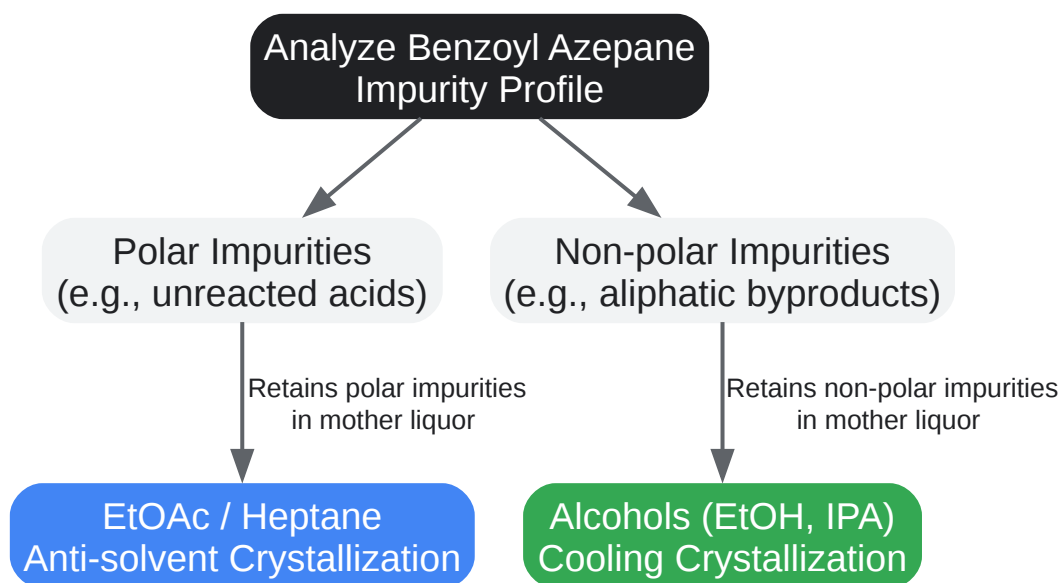 Analyze Benzoyl Azepane
Impurity Profile
Polar Impurities
(e.g., unreacted acids)
Non-polar Impurities
(e.g., aliphatic byproducts)
Retains polar impurities
in mother liquor
Retains non-polar impurities
in mother liquor
EtOAc / Heptane
Anti-solvent Crystallization
Alcohols (EtOH, IPA)
Cooling Crystallization